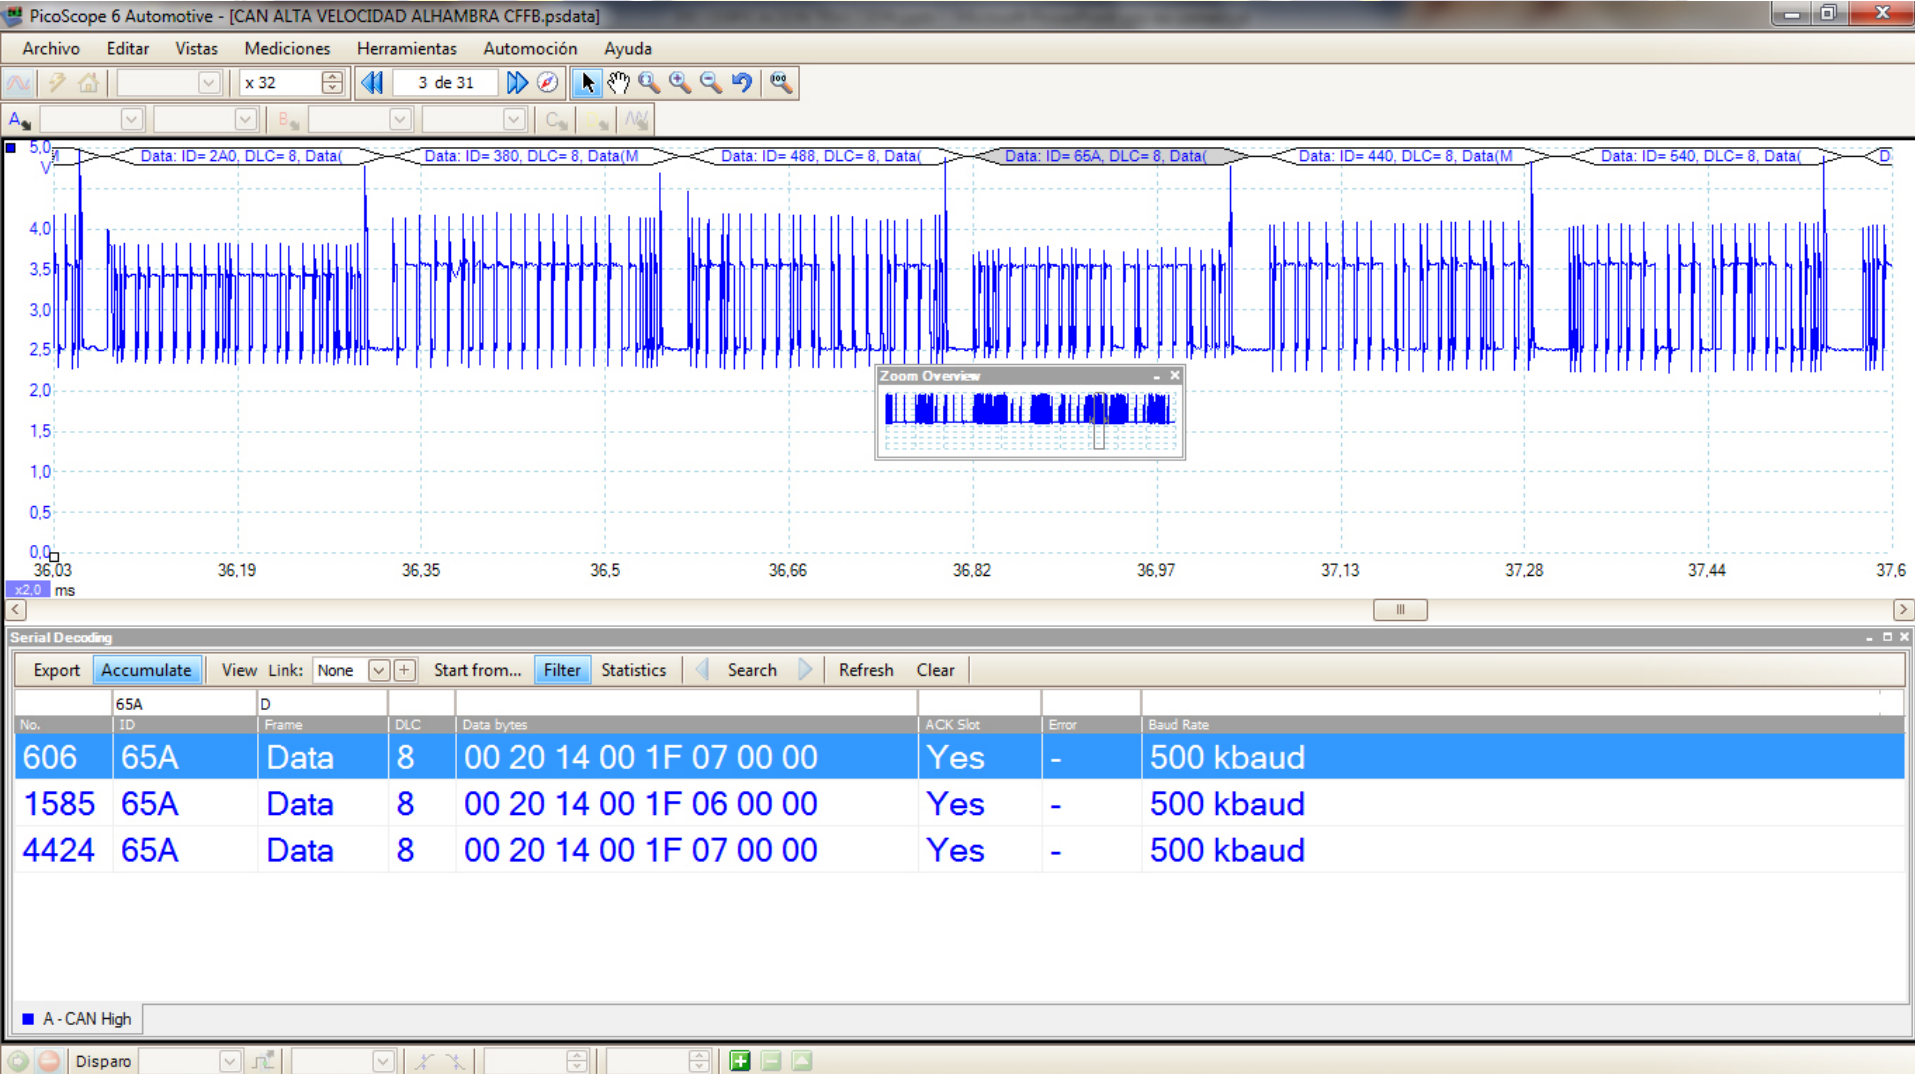 PicoScope 6 Automotive - [CAN ALTA VELOCIDAD ALHAMBRA CFFB.psdata]
Archivo Editar Vistas Mediciones Herramientas Automoción Ayuda
x 32 3 de 31
A B C
5,0 Data: ID= 2A0, DLC= 8, Data( Data: ID= 380, DLC= 8, Data(M Data: ID= 488, DLC= 8, Data( Data: ID= 65A, DLC= 8, Data( Data: ID= 440, DLC= 8, Data(M Data: ID= 540, DLC= 8, Data( D
V
4,0
3,5
3,0
2,5
Zoom Overview
2,0
1,5
1,0
0,5
0,0
36,03 36,19 36,35 36,5 36,66 36,82 36,97 37,13 37,28 37,44 37,6
x2,0 ms
Serial Decoding
Export Accumulate View Link: None Start from... Filter Statistics Search Refresh Clear
65A D
No. ID Frame DLC Data bytes ACK Slot Error Baud Rate
606 65A Data 8 00 20 14 00 1F 07 00 00 Yes - 500 kbaud
1585 65A Data 8 00 20 14 00 1F 06 00 00 Yes - 500 kbaud
4424 65A Data 8 00 20 14 00 1F 07 00 00 Yes - 500 kbaud
A - CAN High
Disparo